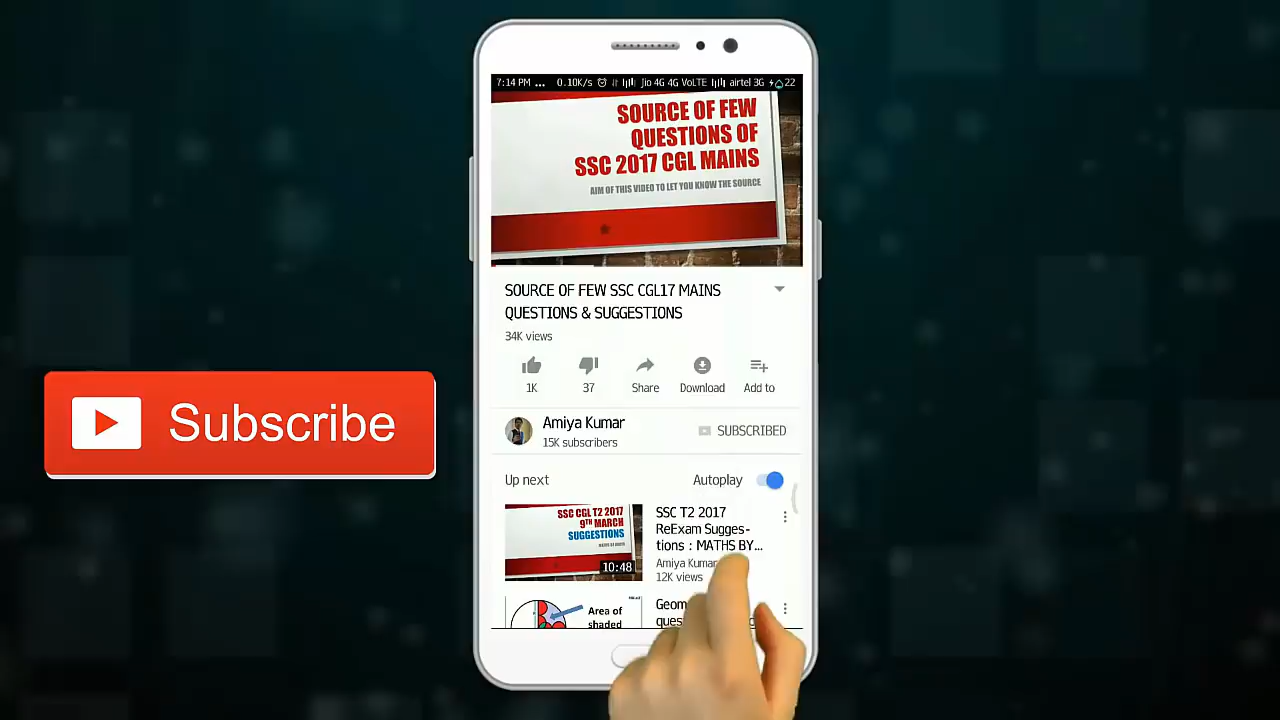 7:14 PM ... 0.10K/s Jio 4G 4G VoLTE airtel 3G 22
SOURCE OF FEW
QUESTIONS OF
SSC 2017 CGL MAINS
AIM OF THIS VIDEO TO LET YOU KNOW THE SOURCE
SOURCE OF FEW SSC CGL17 MAINS
QUESTIONS & SUGGESTIONS
34K views
1K 37 Share Download Add to
Subscribe
Amiya Kumar
15K subscribers
SUBSCRIBED
Up next Autoplay
SSC CGL T2 2017
9TH MARCH
SUGGESTIONS
10:48
SSC T2 2017
ReExam Sugges-
tions : MATHS BY...
Amiya Kumar
12K views
Area of
shaded